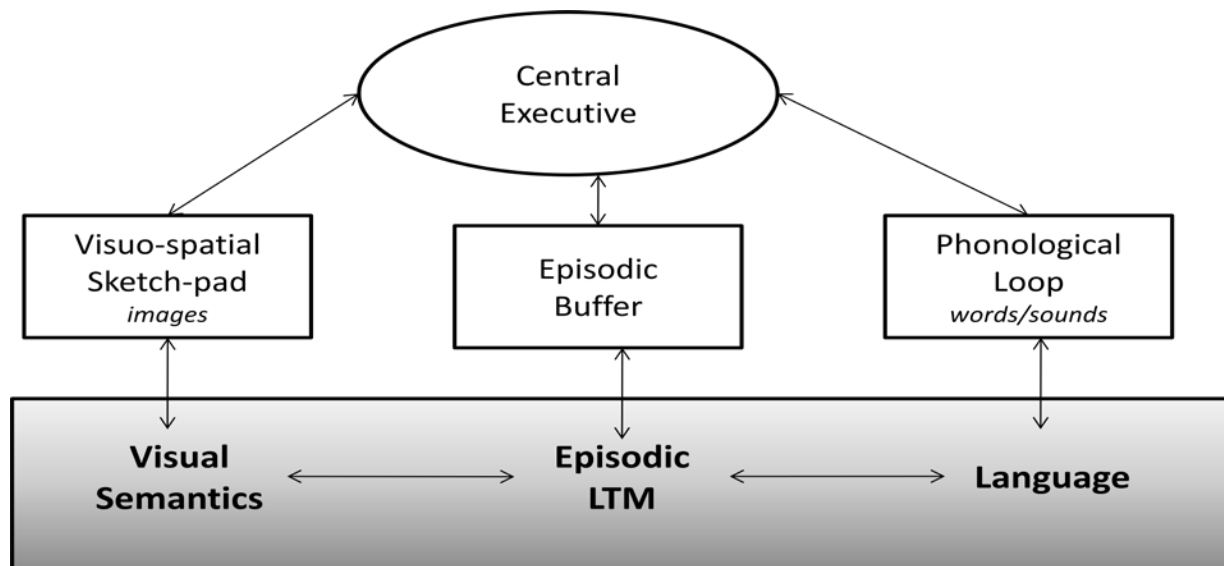 Central
Executive
Visuo-spatial
Sketch-pad
images
Episodic
Buffer
Phonological
Loop
words/sounds
Visual
Semantics
Episodic
LTM
Language